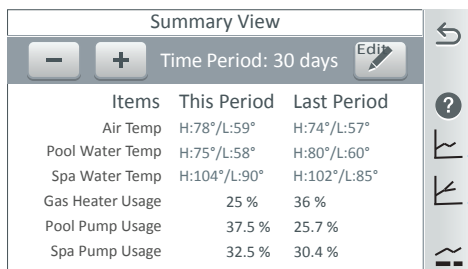 Summary View
− + Time Period: 30 days Edit
Items This Period Last Period
Air Temp H:78°/L:59° H:74°/L:57°
Pool Water Temp H:75°/L:58° H:80°/L:60°
Spa Water Temp H:104°/L:90° H:102°/L:85°
Gas Heater Usage 25 % 36 %
Pool Pump Usage 37.5 % 25.7 %
Spa Pump Usage 32.5 % 30.4 %
?